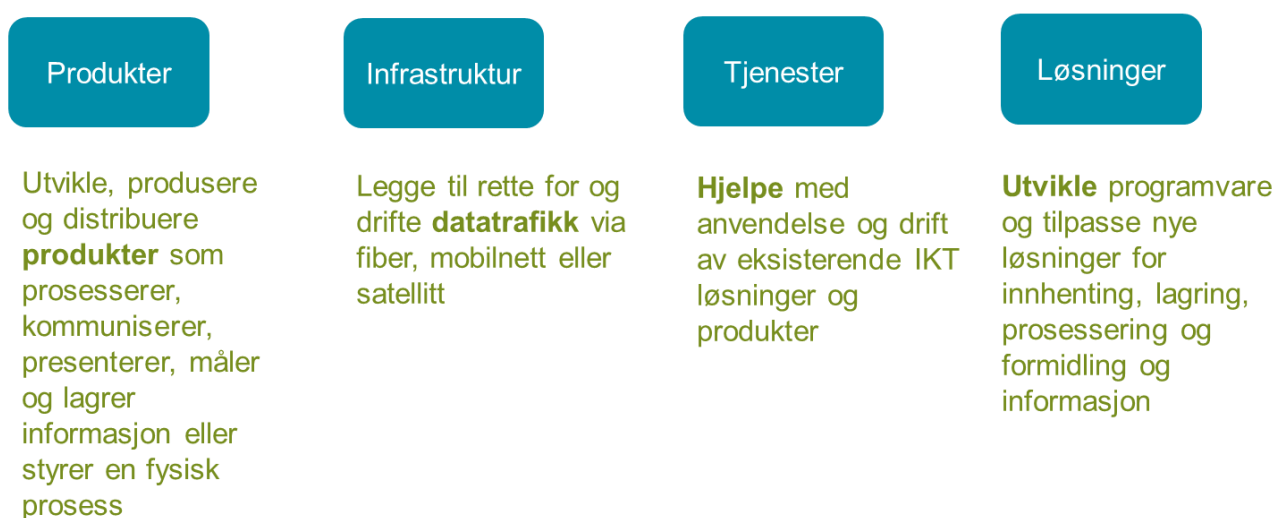 Produkter
Utvikle, produsere
og distribuere
produkter som
prosesserer,
kommuniserer,
presenterer, måler
og lagrer
informasjon eller
styrer en fysisk
prosess
Infrastruktur
Legge til rette for og
drifte datatrafikk via
fiber, mobilnett eller
satellitt
Tjenester
Hjelpe med
anvendelse og drift
av eksisterende IKT
løsninger og
produkter
Løsninger
Utvikle programvare
og tilpasse nye
løsninger for
innhenting, lagring,
prosessering og
formidling og
informasjon